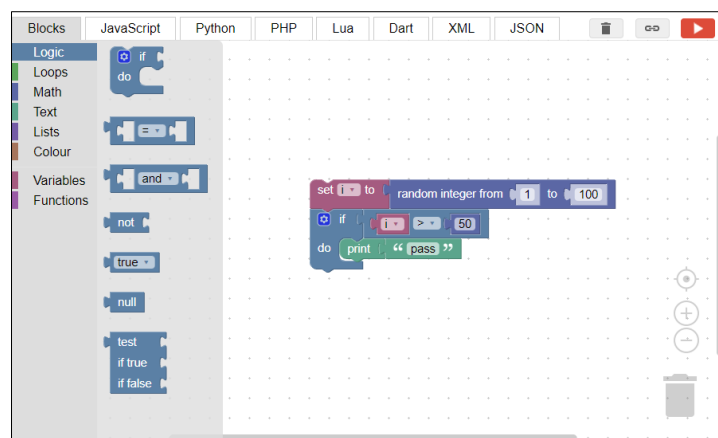 Blocks JavaScript Python PHP Lua Dart XML JSON
Logic
Loops
Math
Text
Lists
Colour
Variables
Functions
if
do
=
and
not
true
null
test
if true
if false
set i to random integer from 1 to 100
if i > 50
do print “ pass ”